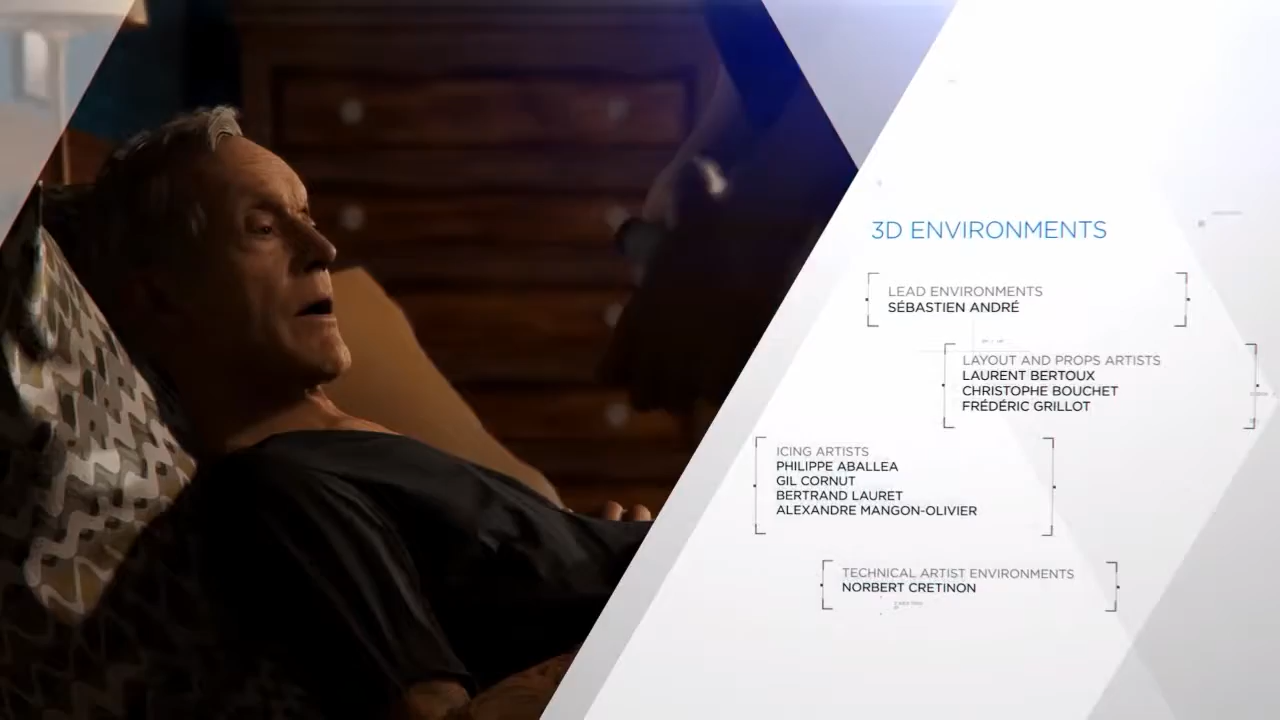 3D ENVIRONMENTS
LEAD ENVIRONMENTS
SÉBASTIEN ANDRÉ
LAYOUT AND PROPS ARTISTS
LAURENT BERTOUX
CHRISTOPHE BOUCHET
FRÉDÉRIC GRILLOT
ICING ARTISTS
PHILIPPE ABALLEA
GIL CORNUT
BERTRAND LAURET
ALEXANDRE MANGON-OLIVIER
TECHNICAL ARTIST ENVIRONMENTS
NORBERT CRETINON